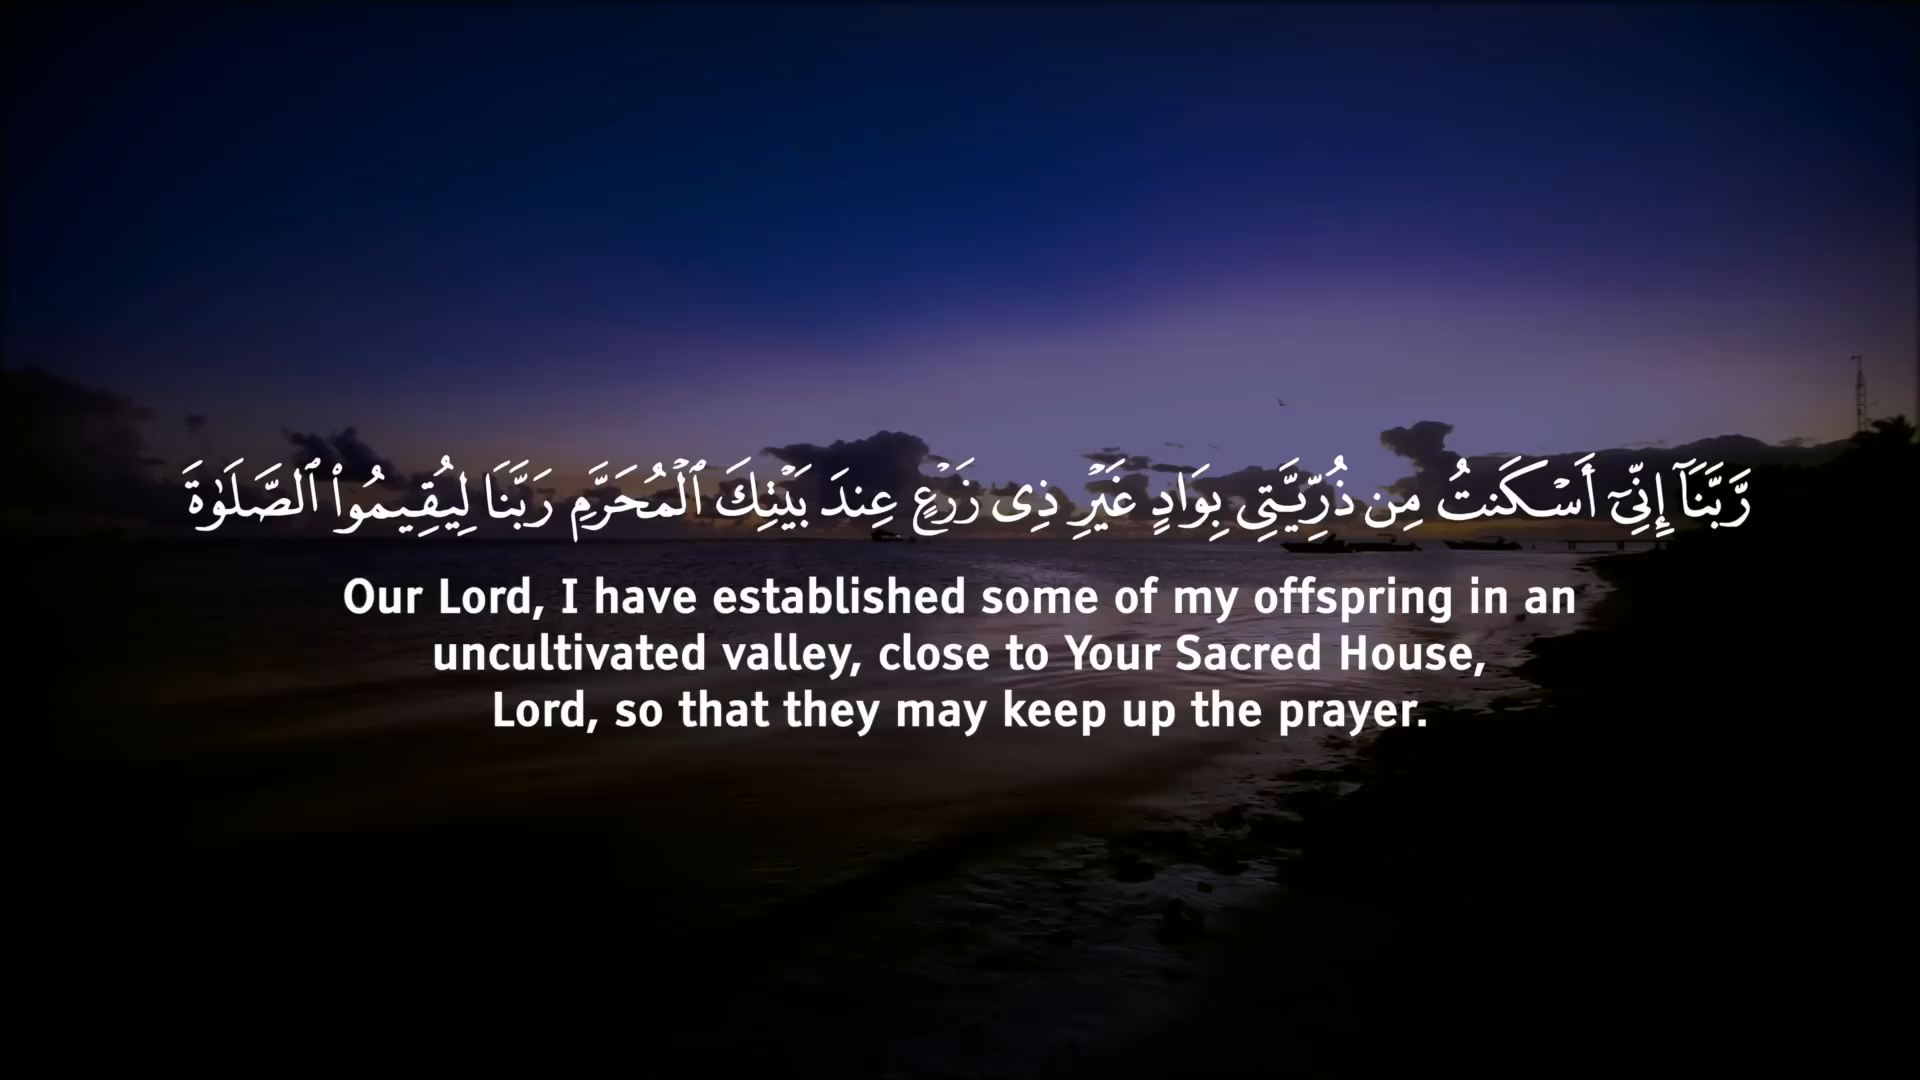 رَّبَّنَآ إِنِّىٓ أَسْكَنتُ مِن ذُرِّيَّتِى بِوَادٍ غَيْرِ ذِى زَرْعٍ عِندَ بَيْتِكَ ٱلْمُحَرَّمِ رَبَّنَا لِيُقِيمُوا۟ ٱلصَّلَوٰةَ
Our Lord, I have established some of my offspring in an
uncultivated valley, close to Your Sacred House,
Lord, so that they may keep up the prayer.